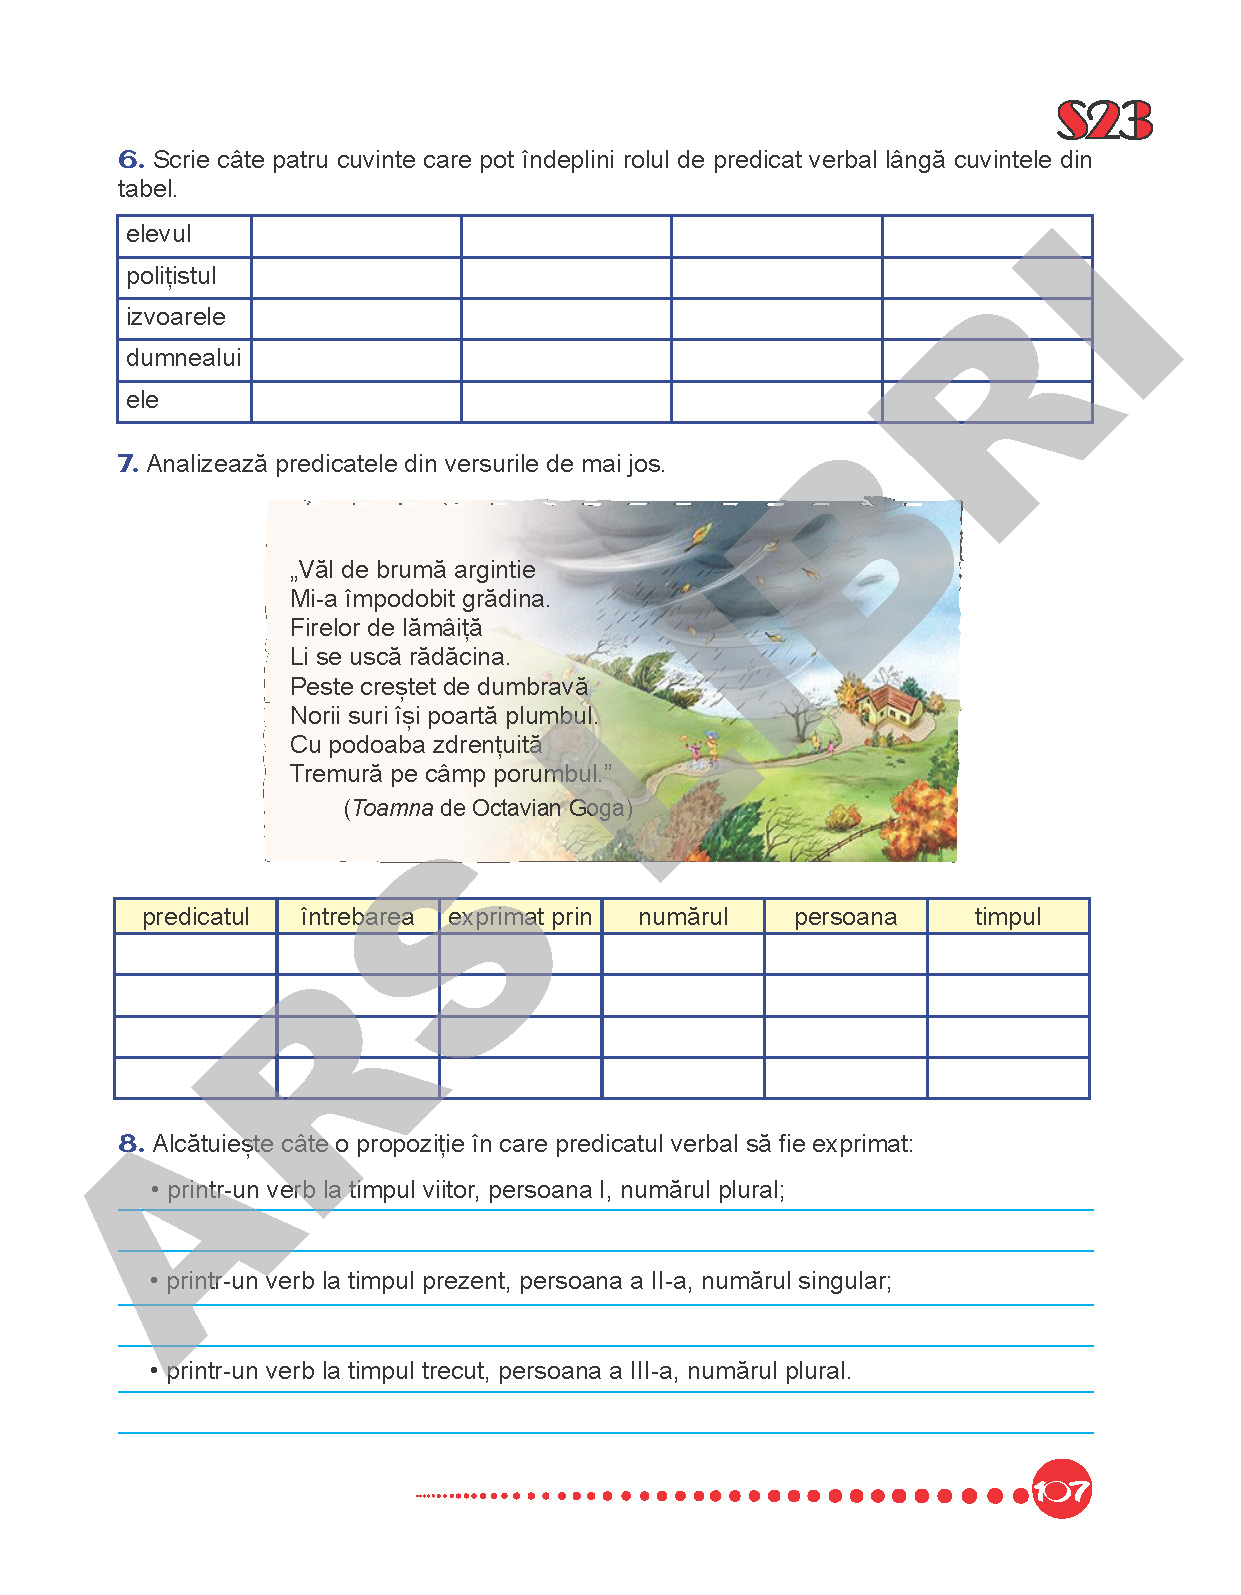 S23
6. Scrie câte patru cuvinte care pot îndeplini rolul de predicat verbal lângă cuvintele din
tabel.
elevul
polițistul
izvoarele
dumnealui
ele
7. Analizează predicatele din versurile de mai jos.
„Văl de brumă argintie
Mi-a împodobit grădina.
Firelor de lămâiță
Li se uscă rădăcina.
Peste creștet de dumbravă
Norii suri își poartă plumbul.
Cu podoaba zdrențuită
Tremură pe câmp porumbul.”
(Toamna de Octavian Goga)
predicatul întrebarea exprimat prin numărul persoana timpul
8. Alcătuiește câte o propoziție în care predicatul verbal să fie exprimat:
• printr-un verb la timpul viitor, persoana I, numărul plural;
• printr-un verb la timpul prezent, persoana a II-a, numărul singular;
• printr-un verb la timpul trecut, persoana a III-a, numărul plural.
107
ARS LIBRI